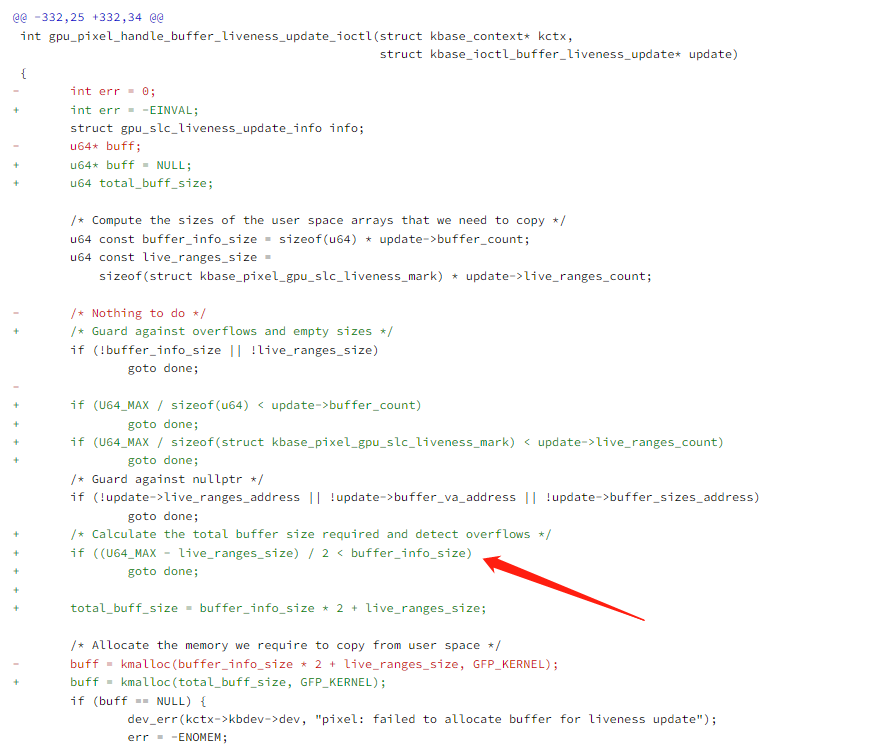 @@ -332,25 +332,34 @@
 int gpu_pixel_handle_buffer_liveness_update_ioctl(struct kbase_context* kctx,
                                                   struct kbase_ioctl_buffer_liveness_update* update)
 {
-       int err = 0;
+       int err = -EINVAL;
        struct gpu_slc_liveness_update_info info;
-       u64* buff;
+       u64* buff = NULL;
+       u64 total_buff_size;

        /* Compute the sizes of the user space arrays that we need to copy */
        u64 const buffer_info_size = sizeof(u64) * update->buffer_count;
        u64 const live_ranges_size =
            sizeof(struct kbase_pixel_gpu_slc_liveness_mark) * update->live_ranges_count;

-       /* Nothing to do */
+       /* Guard against overflows and empty sizes */
        if (!buffer_info_size || !live_ranges_size)
                goto done;
-
+       if (U64_MAX / sizeof(u64) < update->buffer_count)
+               goto done;
+       if (U64_MAX / sizeof(struct kbase_pixel_gpu_slc_liveness_mark) < update->live_ranges_count)
+               goto done;
        /* Guard against nullptr */
        if (!update->live_ranges_address || !update->buffer_va_address || !update->buffer_sizes_address)
                goto done;
+       /* Calculate the total buffer size required and detect overflows */
+       if ((U64_MAX - live_ranges_size) / 2 < buffer_info_size)
+               goto done;
+
+       total_buff_size = buffer_info_size * 2 + live_ranges_size;

        /* Allocate the memory we require to copy from user space */
-       buff = kmalloc(buffer_info_size * 2 + live_ranges_size, GFP_KERNEL);
+       buff = kmalloc(total_buff_size, GFP_KERNEL);
        if (buff == NULL) {
                dev_err(kctx->kbdev->dev, "pixel: failed to allocate buffer for liveness update");
                err = -ENOMEM;